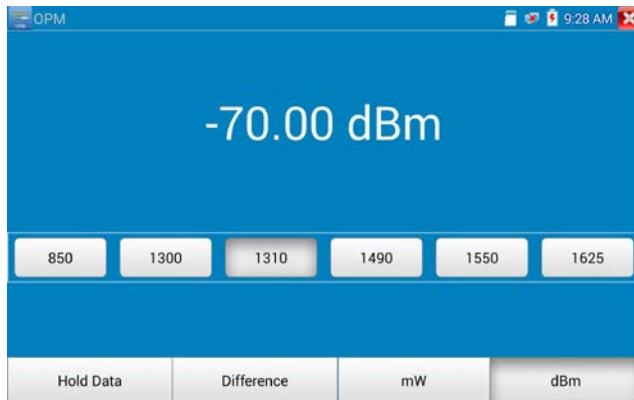 OPM 9:28 AM
-70.00 dBm
850 1300 1310 1490 1550 1625
Hold Data Difference mW dBm